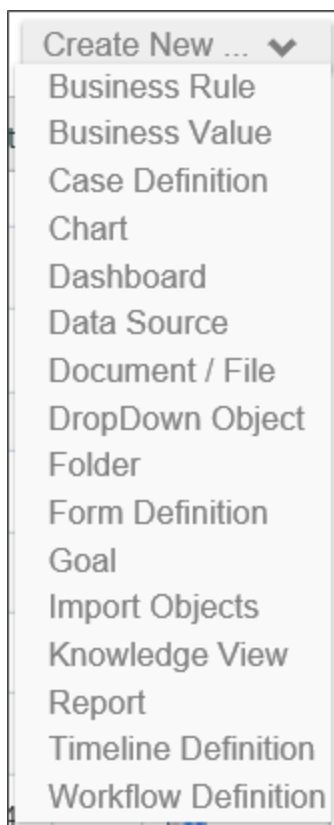 Create New ...
Business Rule
Business Value
Case Definition
Chart
Dashboard
Data Source
Document / File
DropDown Object
Folder
Form Definition
Goal
Import Objects
Knowledge View
Report
Timeline Definition
Workflow Definition